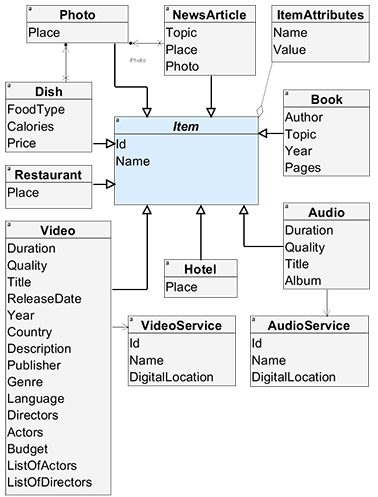 Photo
Place
NewsArticle
Topic
Place
Photo
ItemAttributes
Name
Value
-Photo
Dish
FoodType
Calories
Price
Item
Id
Name
Book
Author
Topic
Year
Pages
Restaurant
Place
Video
Duration
Quality
Title
ReleaseDate
Year
Country
Description
Publisher
Genre
Language
Directors
Actors
Budget
ListOfActors
ListOfDirectors
Hotel
Place
Audio
Duration
Quality
Title
Album
VideoService
Id
Name
DigitalLocation
AudioService
Id
Name
DigitalLocation